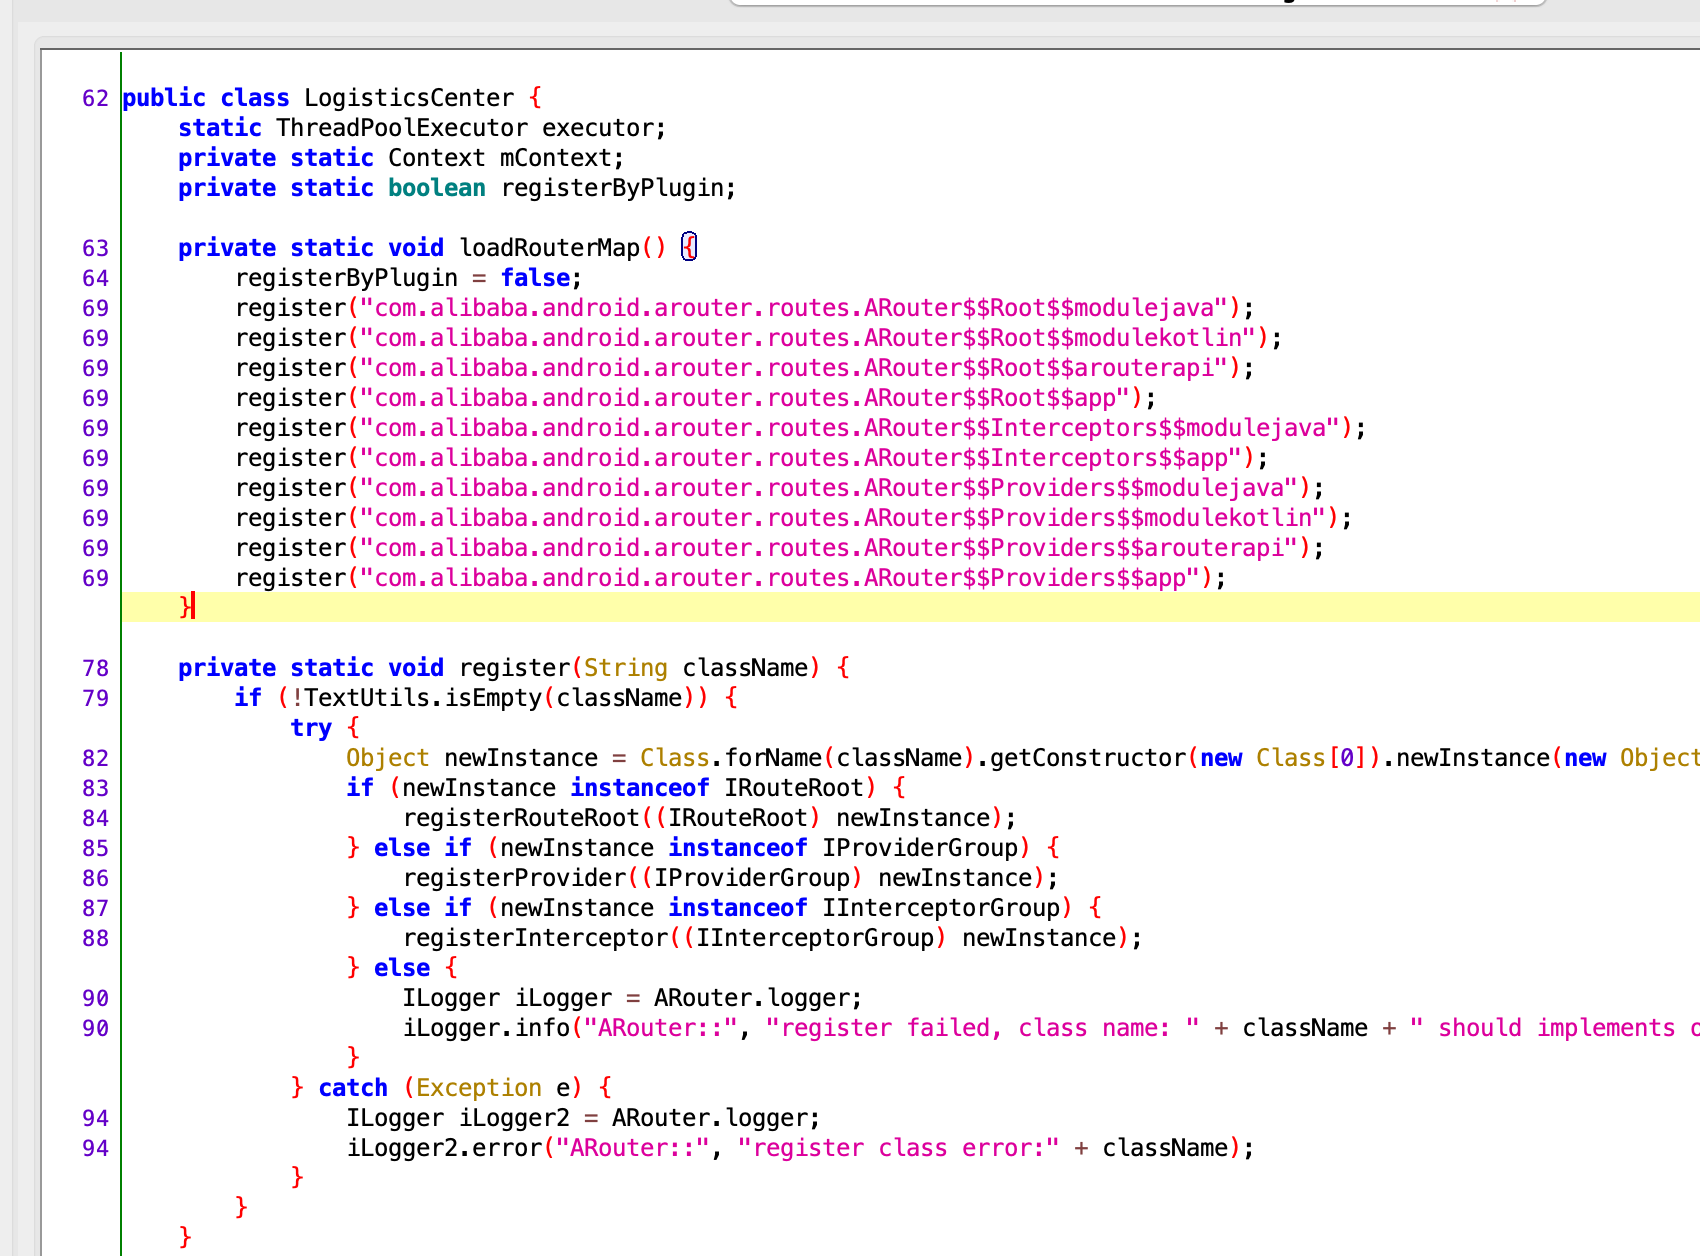 62 public class LogisticsCenter {
static ThreadPoolExecutor executor;
private static Context mContext;
private static boolean registerByPlugin;
63 private static void loadRouterMap() {
64 registerByPlugin = false;
69 register("com.alibaba.android.arouter.routes.ARouter$$Root$$modulejava");
69 register("com.alibaba.android.arouter.routes.ARouter$$Root$$modulekotlin");
69 register("com.alibaba.android.arouter.routes.ARouter$$Root$$arouterapi");
69 register("com.alibaba.android.arouter.routes.ARouter$$Root$$app");
69 register("com.alibaba.android.arouter.routes.ARouter$$Interceptors$$modulejava");
69 register("com.alibaba.android.arouter.routes.ARouter$$Interceptors$$app");
69 register("com.alibaba.android.arouter.routes.ARouter$$Providers$$modulejava");
69 register("com.alibaba.android.arouter.routes.ARouter$$Providers$$modulekotlin");
69 register("com.alibaba.android.arouter.routes.ARouter$$Providers$$arouterapi");
69 register("com.alibaba.android.arouter.routes.ARouter$$Providers$$app");
}
78 private static void register(String className) {
79 if (!TextUtils.isEmpty(className)) {
try {
82 Object newInstance = Class.forName(className).getConstructor(new Class[0]).newInstance(new Object
83 if (newInstance instanceof IRouteRoot) {
84 registerRouteRoot((IRouteRoot) newInstance);
85 } else if (newInstance instanceof IProviderGroup) {
86 registerProvider((IProviderGroup) newInstance);
87 } else if (newInstance instanceof IInterceptorGroup) {
88 registerInterceptor((IInterceptorGroup) newInstance);
} else {
90 ILogger iLogger = ARouter.logger;
90 iLogger.info("ARouter::", "register failed, class name: " + className + " should implements
} 
} catch (Exception e) {
94 ILogger iLogger2 = ARouter.logger;
94 iLogger2.error("ARouter::", "register class error:" + className);
}
}
}